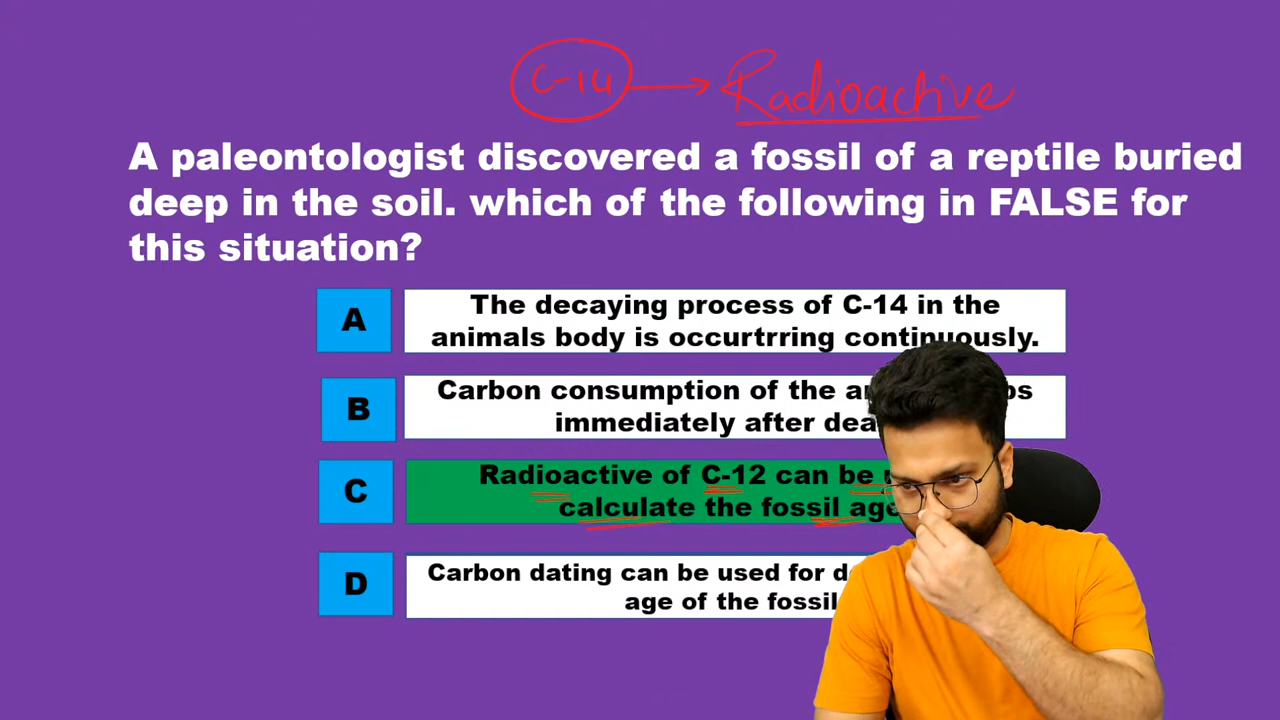 C-14 → Radioactive
A paleontologist discovered a fossil of a reptile buried
deep in the soil. which of the following in FALSE for
this situation?
A
The decaying process of C-14 in the
animals body is occurtrring continuously.
B
Carbon consumption of the
immediately after
C
Radioactive of C-12 can be
calculate the fossil age
D
Carbon dating can be used for
age of the fossil